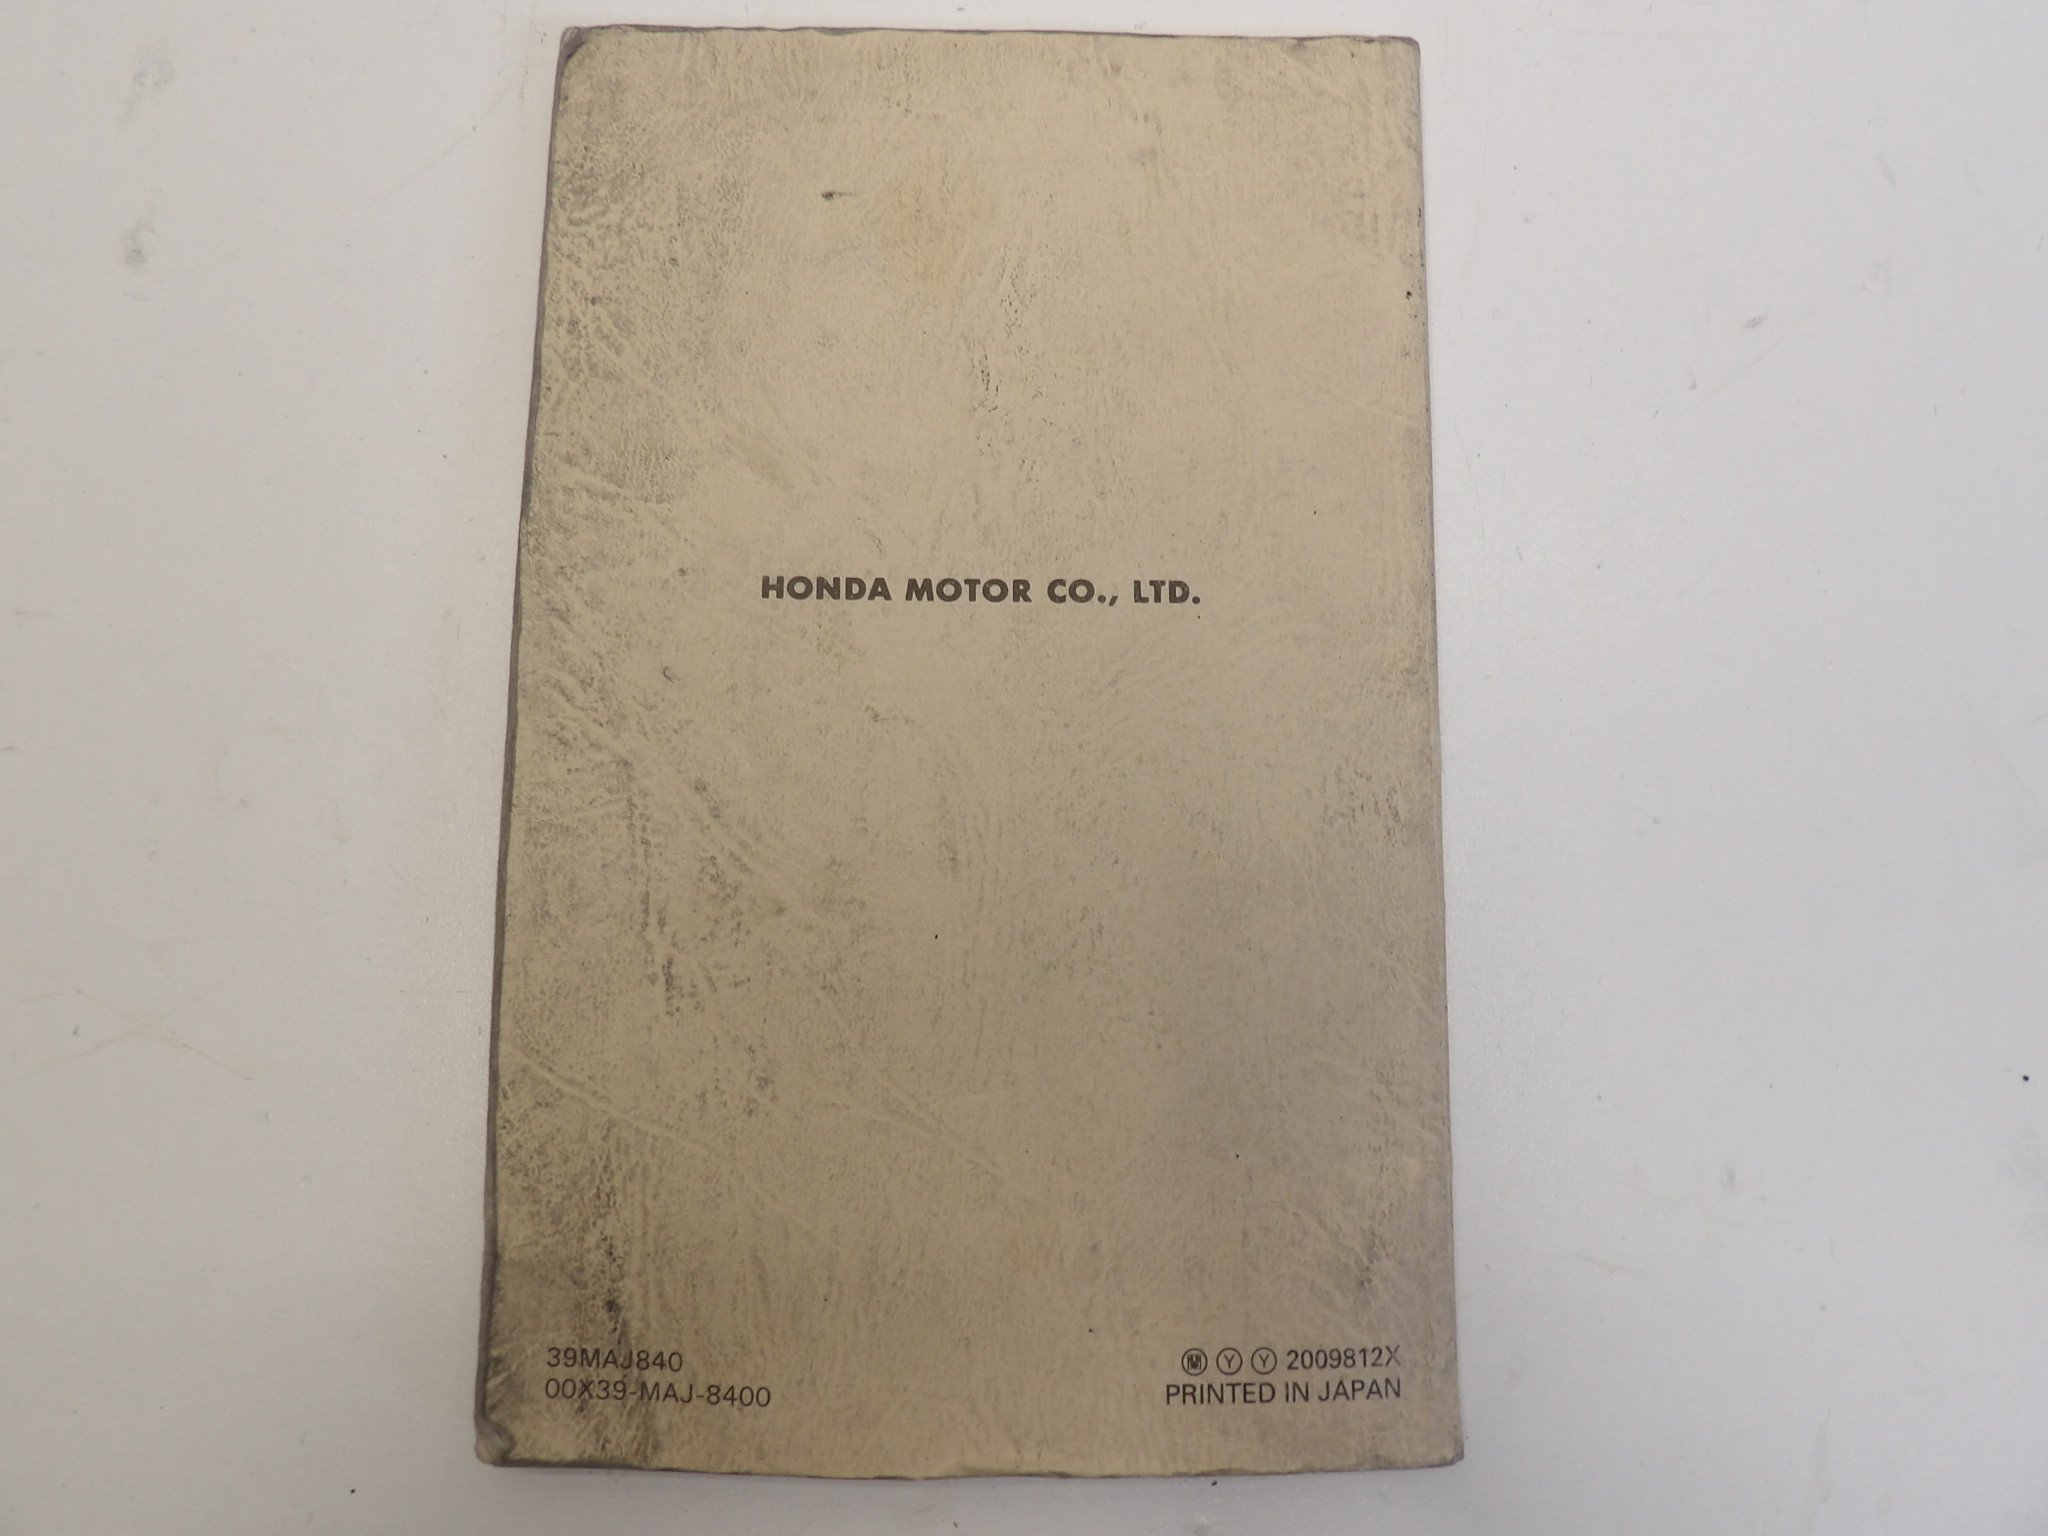 HONDA MOTOR CO., LTD.
39MAJ840
00X39-MAJ-8400
Ⓜ Ⓨ Ⓨ 2009812X
PRINTED IN JAPAN